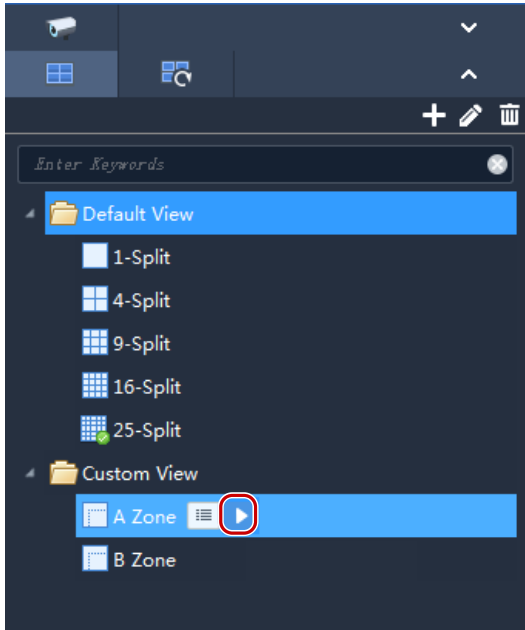 Enter Keywords
Default View
1-Split
4-Split
9-Split
16-Split
25-Split
Custom View
A Zone
B Zone